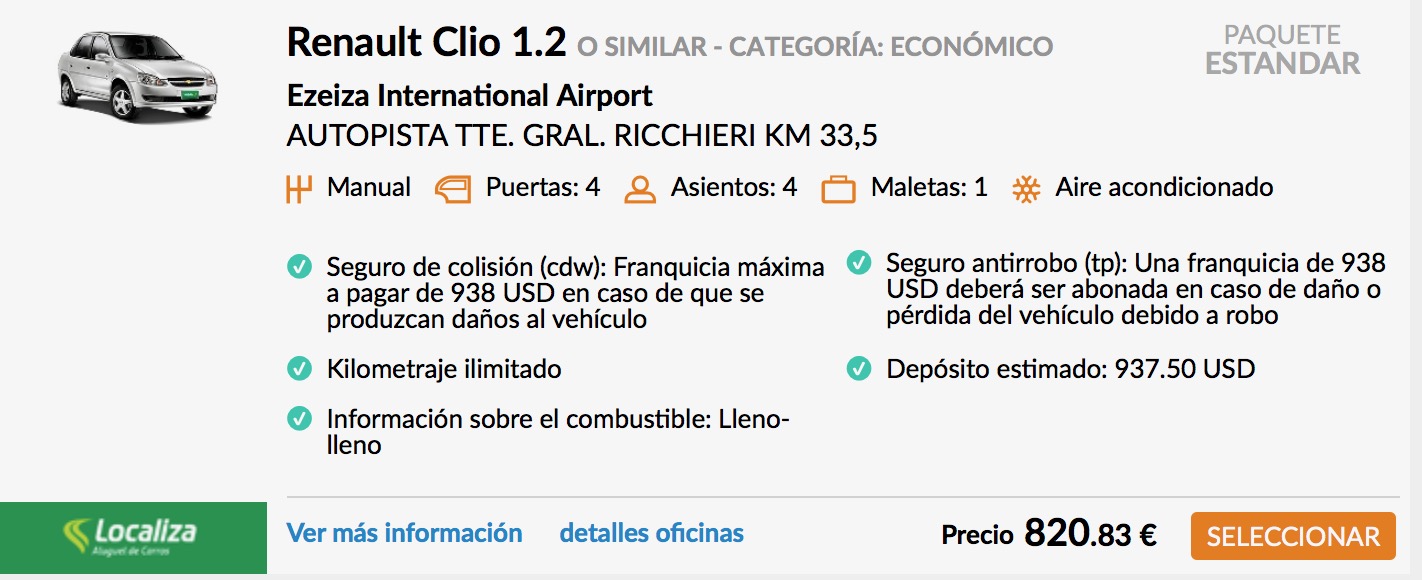 Renault Clio 1.2 O SIMILAR - CATEGORÍA: ECONÓMICO
PAQUETE
ESTANDAR
Ezeiza International Airport
AUTOPISTA TTE. GRAL. RICCHIERI KM 33,5
Manual Puertas: 4 Asientos: 4 Maletas: 1 Aire acondicionado
Seguro de colisión (cdw): Franquicia máxima
a pagar de 938 USD en caso de que se
produzcan daños al vehículo
Seguro antirrobo (tp): Una franquicia de 938
USD deberá ser abonada en caso de daño o
pérdida del vehículo debido a robo
Kilometraje ilimitado
Depósito estimado: 937.50 USD
Información sobre el combustible: Lleno-
lleno
Localiza
Aluguel de Carros
Ver más información detalles oficinas
Precio 820.83 €
SELECCIONAR